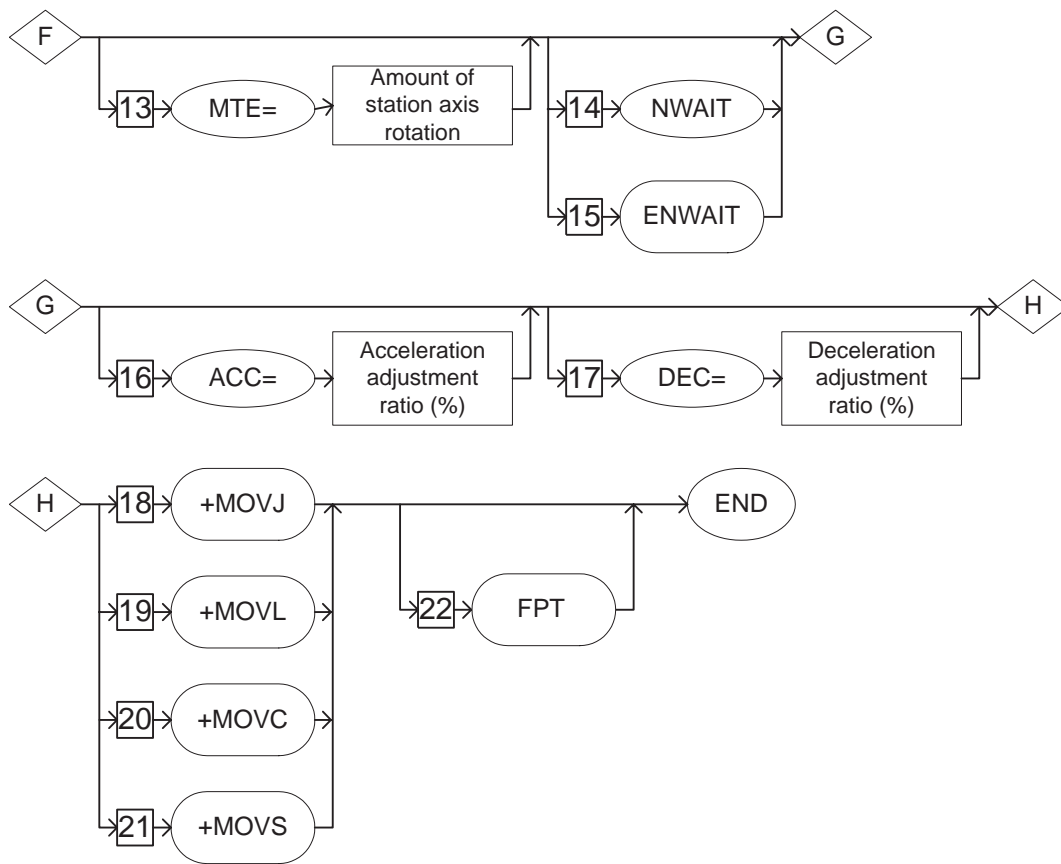 F
G
13
MTE=
Amount of
station axis
rotation
14
NWAIT
15
ENWAIT
G
H
16
ACC=
Acceleration
adjustment
ratio (%)
17
DEC=
Deceleration
adjustment
ratio (%)
H
18
+MOVJ
END
19
+MOVL
22
FPT
20
+MOVC
21
+MOVS